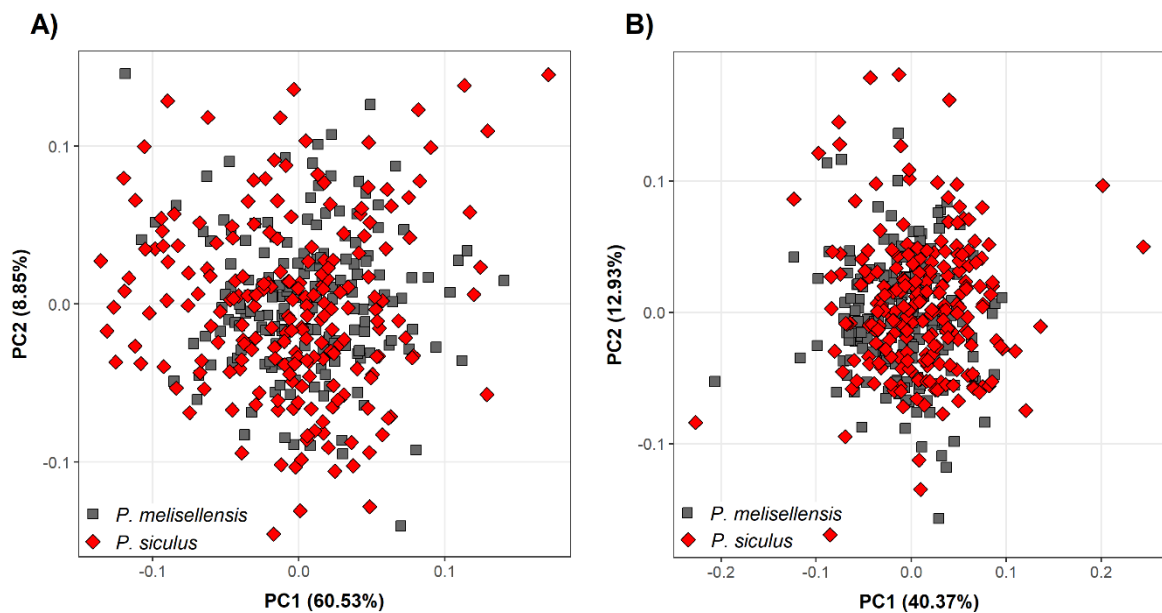 A)
PC2 (8.85%)
0.1
0.0
-0.1
P. melisellensis
P. siculus
-0.1
0.0
0.1
PC1 (60.53%)
B)
PC2 (12.93%)
0.1
0.0
-0.1
P. melisellensis
P. siculus
-0.2
-0.1
0.0
0.1
0.2
PC1 (40.37%)